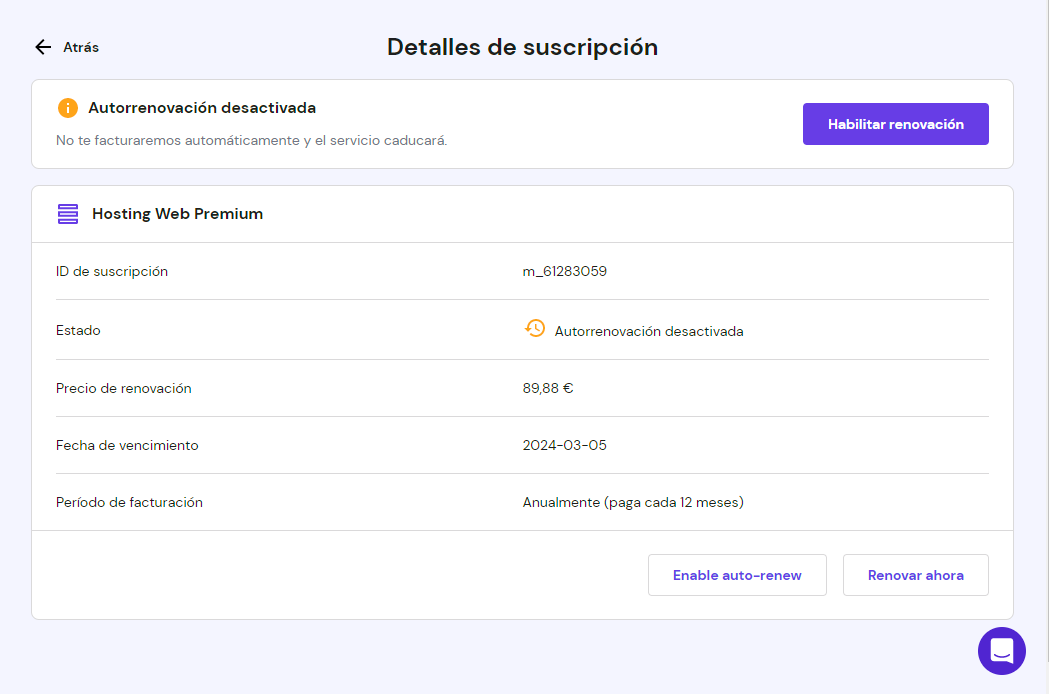 Atrás
Detalles de suscripción
Autorrenovación desactivada
No te facturaremos automáticamente y el servicio caducará.
Habilitar renovación
Hosting Web Premium
ID de suscripción m_61283059
Estado Autorrenovación desactivada
Precio de renovación 89,88 €
Fecha de vencimiento 2024-03-05
Período de facturación Anualmente (paga cada 12 meses)
Enable auto-renew Renovar ahora